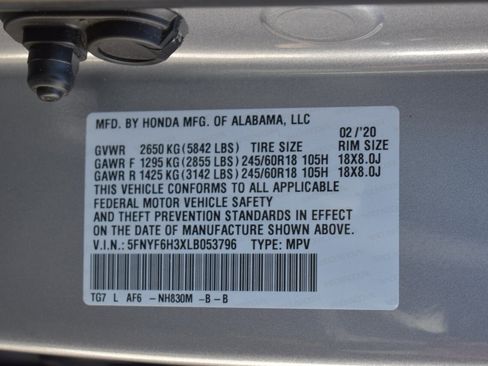 MFD. BY HONDA MFG. OF ALABAMA, LLC
02/'20
GVWR 2650 KG (5842 LBS) TIRE SIZE RIM SIZE
GAWR F 1295 KG (2855 LBS) 245/60R18 105H 18X8.0J
GAWR R 1425 KG (3142 LBS) 245/60R18 105H 18X8.0J
THIS VEHICLE CONFORMS TO ALL APPLICABLE
FEDERAL MOTOR VEHICLE SAFETY
AND THEFT PREVENTION STANDARDS IN EFFECT
ON THE DATE OF MANUFACTURE SHOWN ABOVE.
V.I.N.: 5FNYF6H3XLB053796 TYPE: MPV
TG7 L AF6 -NH830M -B -B